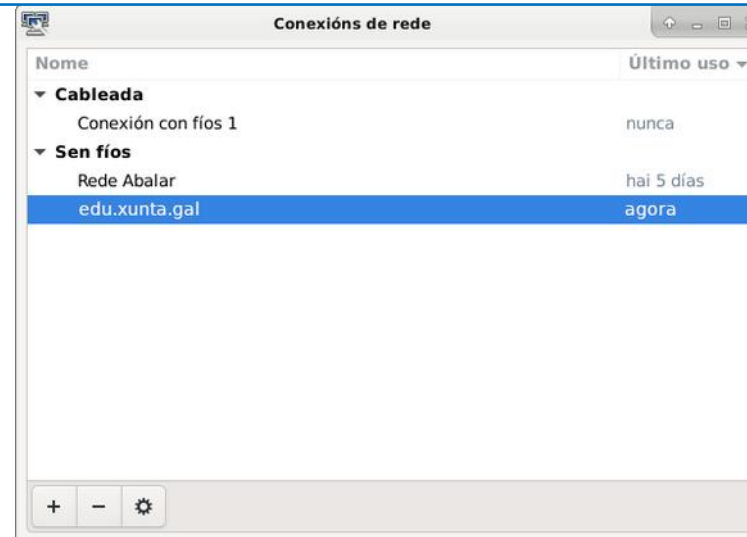 Conexións de rede
Nome Último uso
Cableada
Conexión con fíos 1 nunca
Sen fíos
Rede Abalar hai 5 días
edu.xunta.gal agora